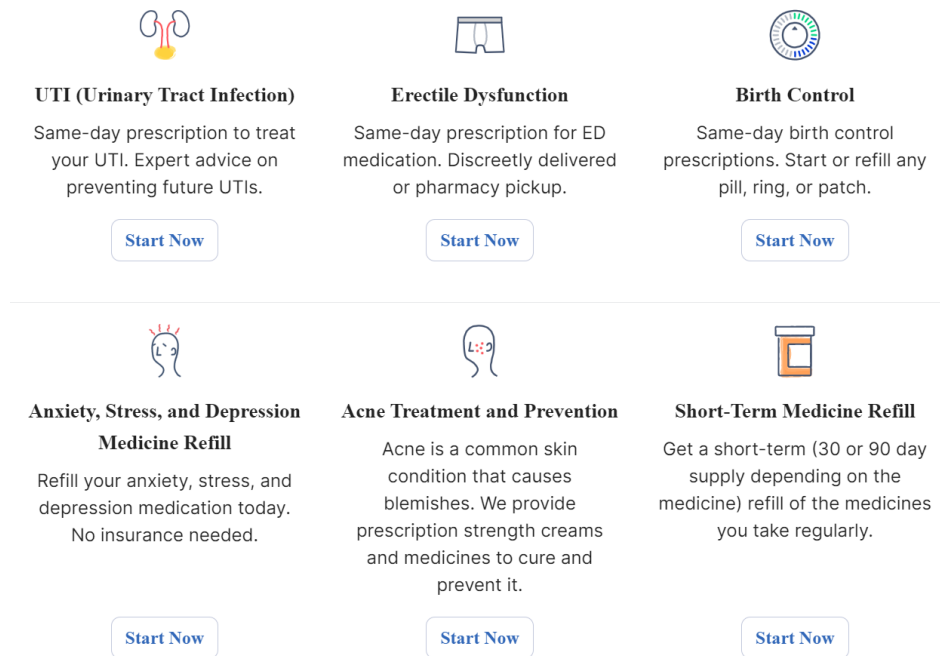 UTI (Urinary Tract Infection)
Same-day prescription to treat
your UTI. Expert advice on
preventing future UTIs.
Start Now
Erectile Dysfunction
Same-day prescription for ED
medication. Discreetly delivered
or pharmacy pickup.
Start Now
Birth Control
Same-day birth control
prescriptions. Start or refill any
pill, ring, or patch.
Start Now
Anxiety, Stress, and Depression
Medicine Refill
Refill your anxiety, stress, and
depression medication today.
No insurance needed.
Start Now
Acne Treatment and Prevention
Acne is a common skin
condition that causes
blemishes. We provide
prescription strength creams
and medicines to cure and
prevent it.
Start Now
Short-Term Medicine Refill
Get a short-term (30 or 90 day
supply depending on the
medicine) refill of the medicines
you take regularly.
Start Now